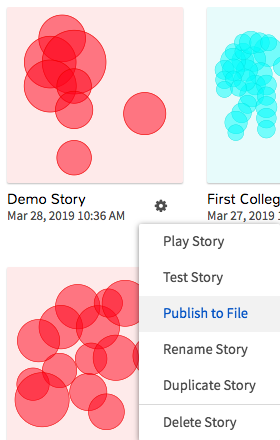 Demo Story
Mar 28, 2019 10:36 AM
First Colleg
Mar 27, 2019
Play Story
Test Story
Publish to File
Rename Story
Duplicate Story
Delete Story